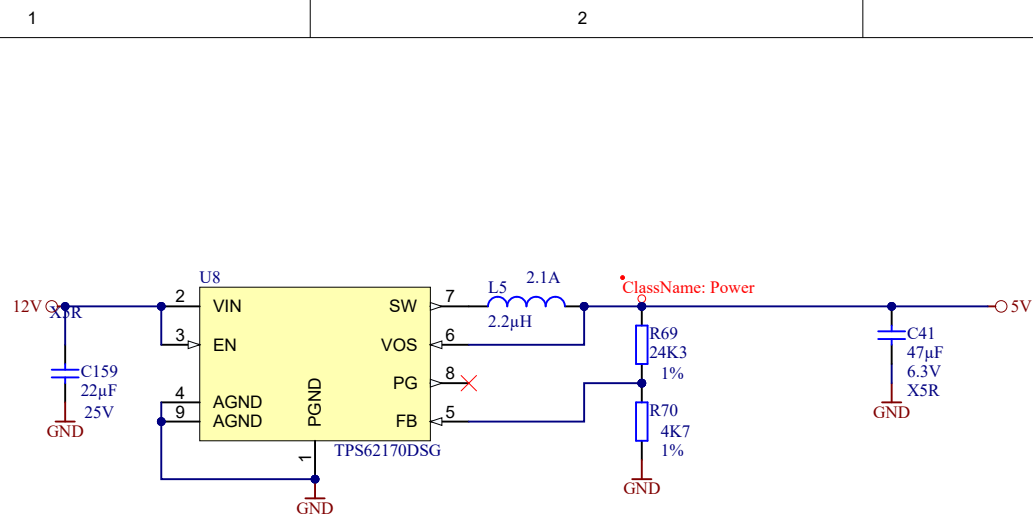 1
2
U8
L5
2.1A
ClassName: Power
12V
X5R
2
VIN
SW
7
2.2µH
5V
3
EN
VOS
6
R69
24K3
1%
C41
47µF
6.3V
X5R
GND
C159
22µF
25V
GND
PG
8
4
AGND
9
AGND
PGND
FB
5
R70
4K7
1%
GND
1
TPS62170DSG
GND